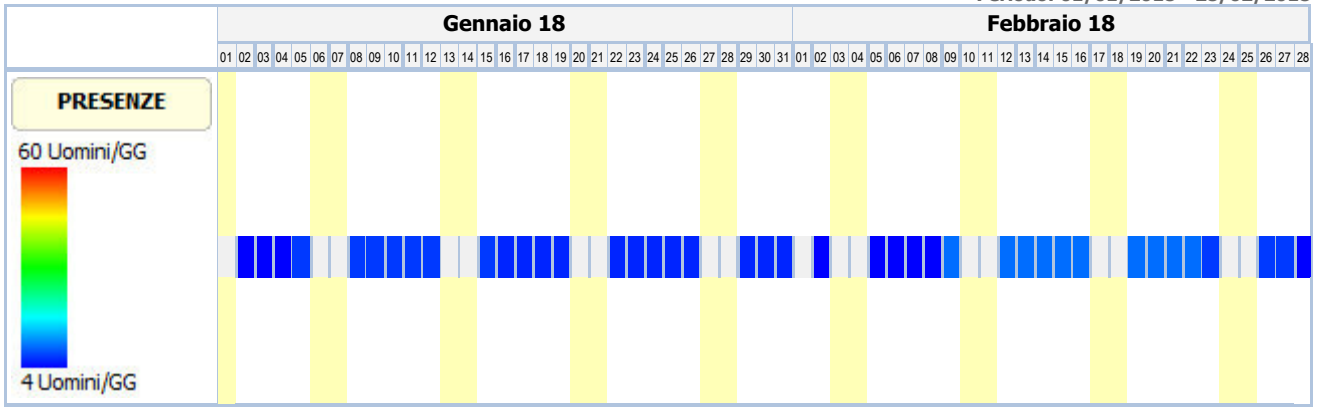 Gennaio 18 Febbraio 18
01 02 03 04 05 06 07 08 09 10 11 12 13 14 15 16 17 18 19 20 21 22 23 24 25 26 27 28 29 30 31 01 02 03 04 05 06 07 08 09 10 11 12 13 14 15 16 17 18 19 20 21 22 23 24 25 26 27 28
PRESENZE
60 Uomini/GG
4 Uomini/GG